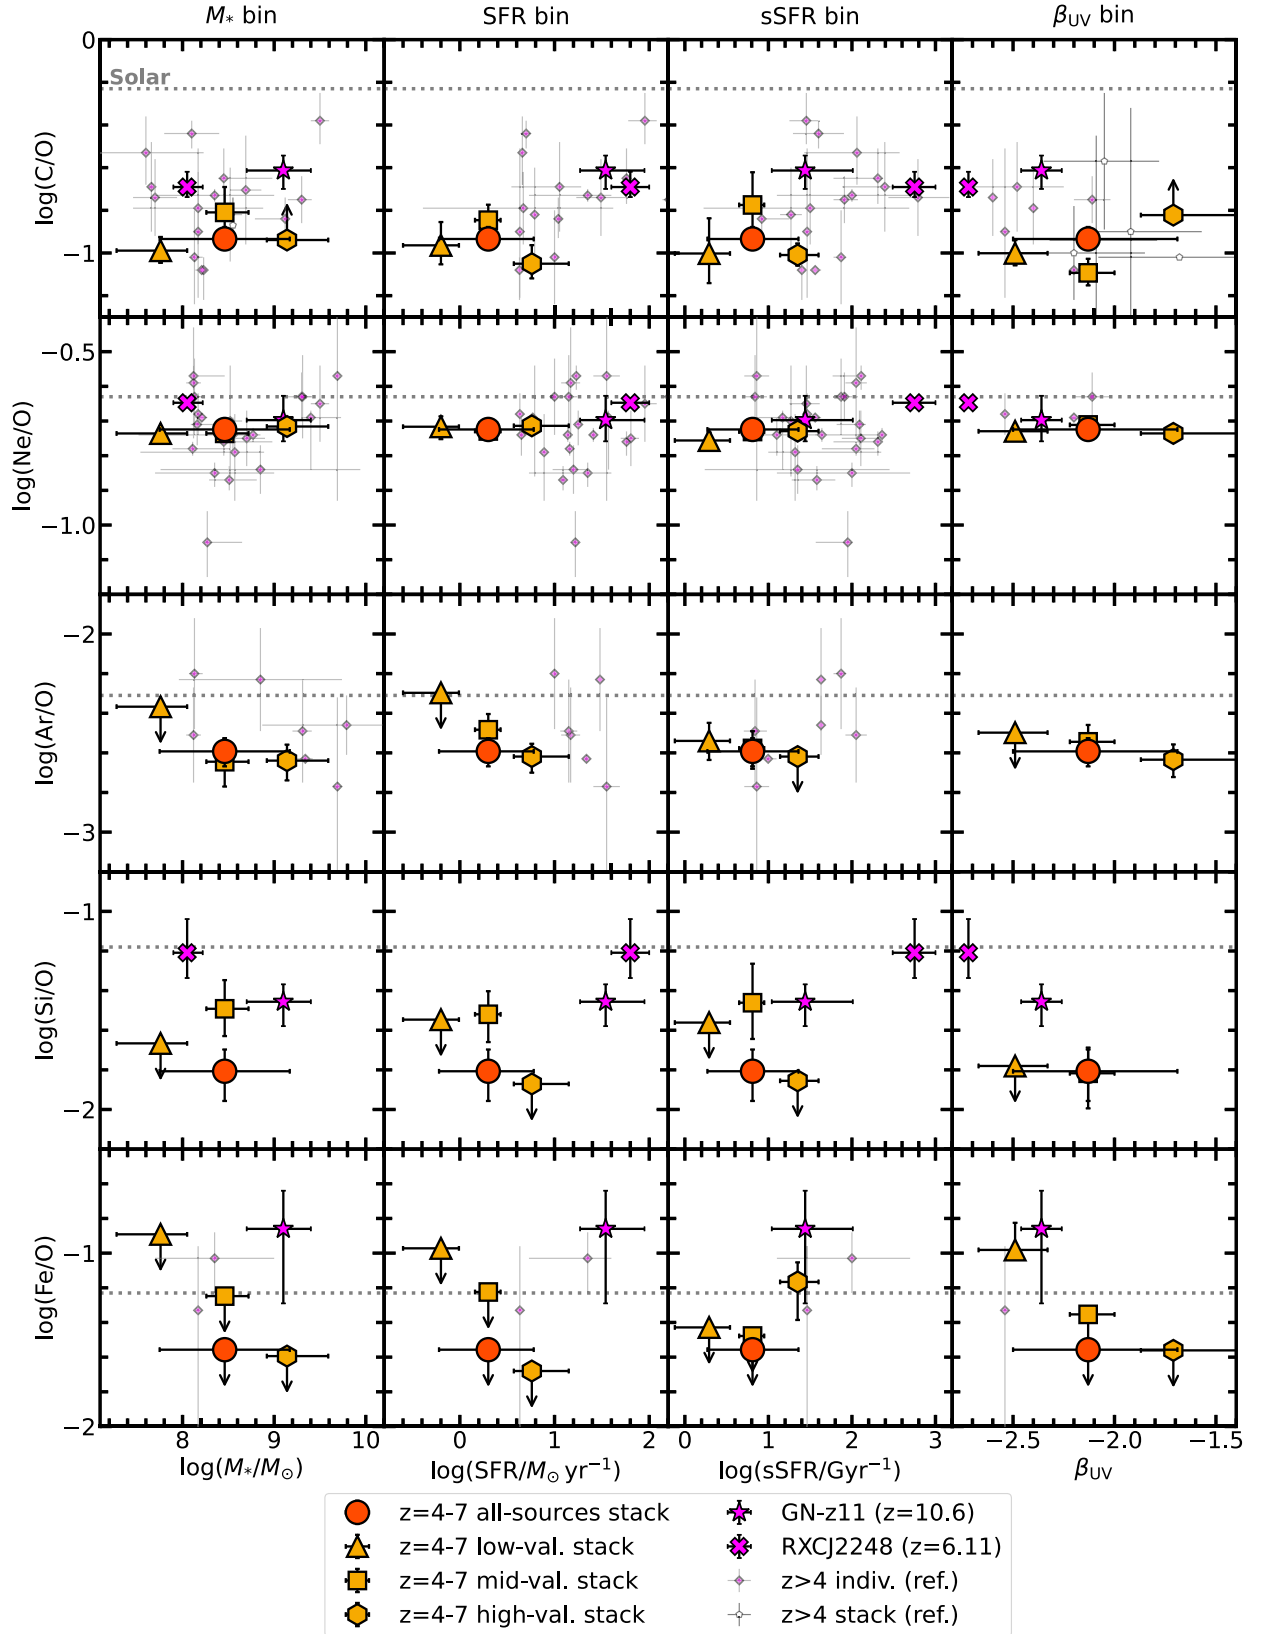 M* bin SFR bin sSFR bin βUV bin
0
Solar
log(C/O)
−1
−0.5
log(Ne/O)
−1.0
−2
log(Ar/O)
−3
−1
log(Si/O)
−2
−1
log(Fe/O)
−2
8 9 10 0 1 2 0 1 2 3 −2.5 −2.0 −1.5
log(M*/M⊙) log(SFR/M⊙ yr⁻¹) log(sSFR/Gyr⁻¹) βUV
z=4-7 all-sources stack GN-z11 (z=10.6)
z=4-7 low-val. stack RXCJ2248 (z=6.11)
z=4-7 mid-val. stack z>4 indiv. (ref.)
z=4-7 high-val. stack z>4 stack (ref.)